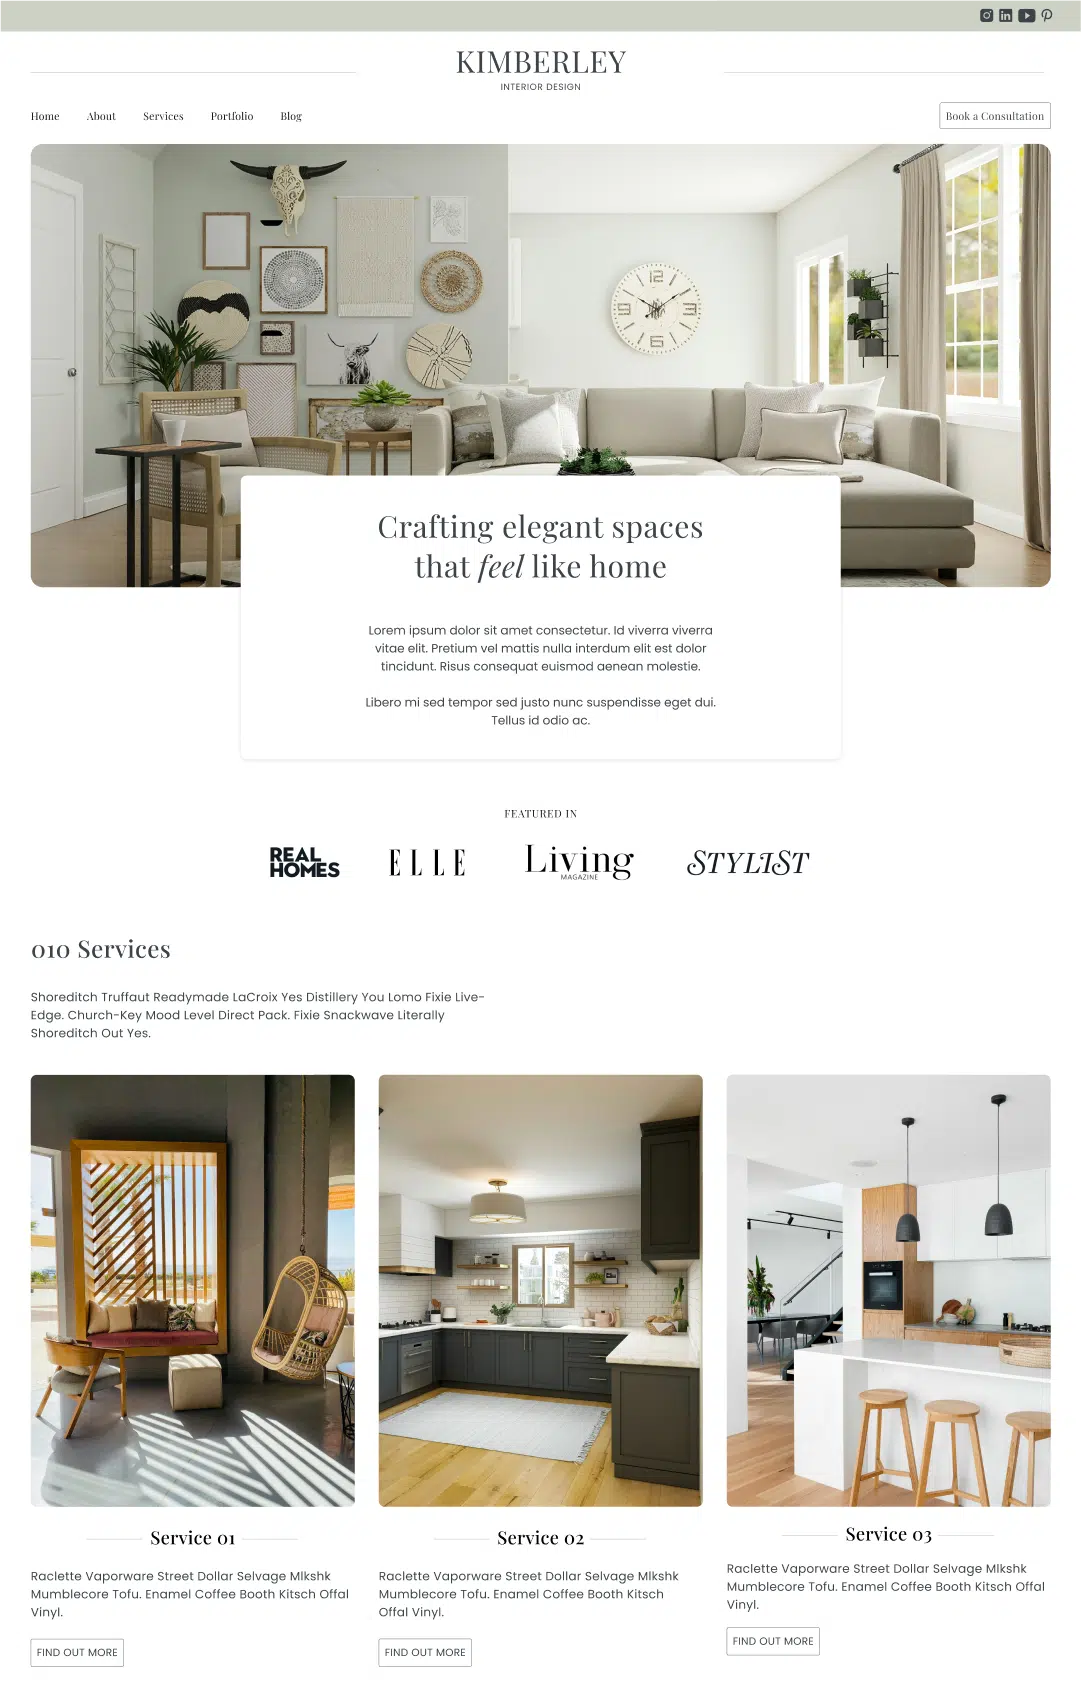 KIMBERLEY
INTERIOR DESIGN
Home
About
Services
Portfolio
Blog
Book a Consultation
Crafting elegant spaces
that feel like home
Lorem ipsum dolor sit amet consectetur. Id viverra viverra
vitae elit. Pretium vel mattis nulla interdum elit est dolor
tincidunt. Risus consequat euismod aenean molestie.
Libero mi sed tempor sed justo nunc suspendisse eget dui.
Tellus id odio ac.
FEATURED IN
REAL
HOMES
ELLE
Living
MAGAZINE
STYLIST
010 Services
Shoreditch Truffaut Readymade LaCroix Yes Distillery You Lomo Fixie Live-
Edge. Church-Key Mood Level Direct Pack. Fixie Snackwave Literally
Shoreditch Out Yes.
Service 01
Raclette Vaporware Street Dollar Selvage Mlkshk
Mumblecore Tofu. Enamel Coffee Booth Kitsch Offal
Vinyl.
FIND OUT MORE
Service 02
Raclette Vaporware Street Dollar Selvage Mlkshk
Mumblecore Tofu. Enamel Coffee Booth Kitsch
Offal Vinyl.
FIND OUT MORE
Service 03
Raclette Vaporware Street Dollar Selvage Mlkshk
Mumblecore Tofu. Enamel Coffee Booth Kitsch Offal
Vinyl.
FIND OUT MORE